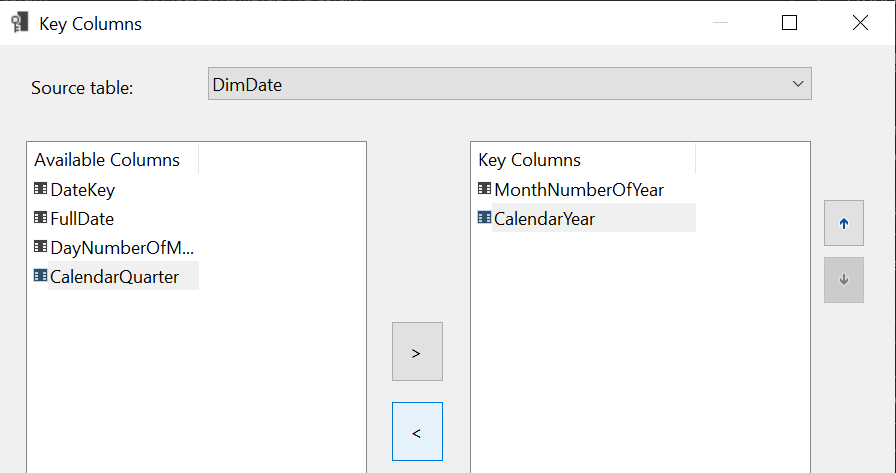 Key Columns
Source table:
DimDate
Available Columns
DateKey
FullDate
DayNumberOfM...
CalendarQuarter
>
<
Key Columns
MonthNumberOfYear
CalendarYear